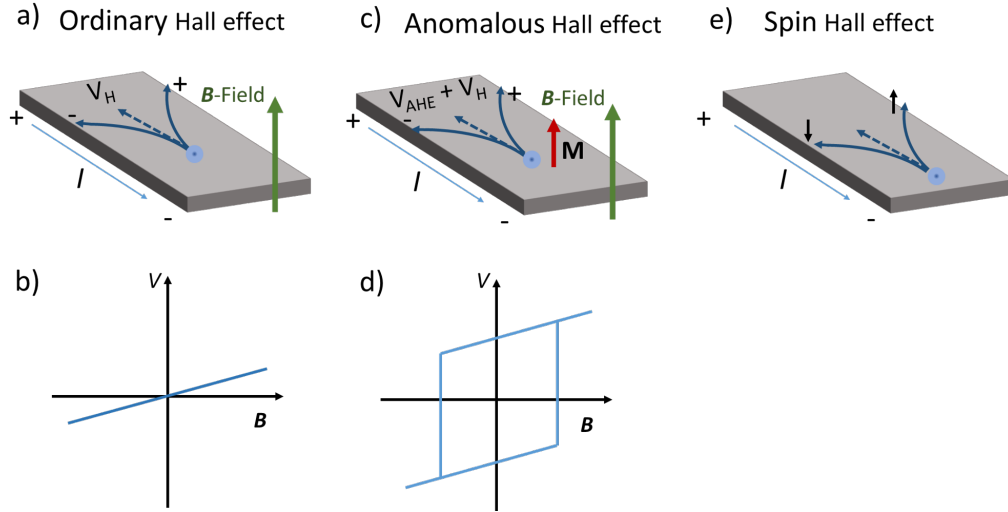 a) Ordinary Hall effect
V_H
+
-
+
B-Field
I
-
c) Anomalous Hall effect
V_AHE + V_H
+
-
+
B-Field
M
I
-
e) Spin Hall effect
↑
↓
+
I
-
b)
V
B
d)
V
B